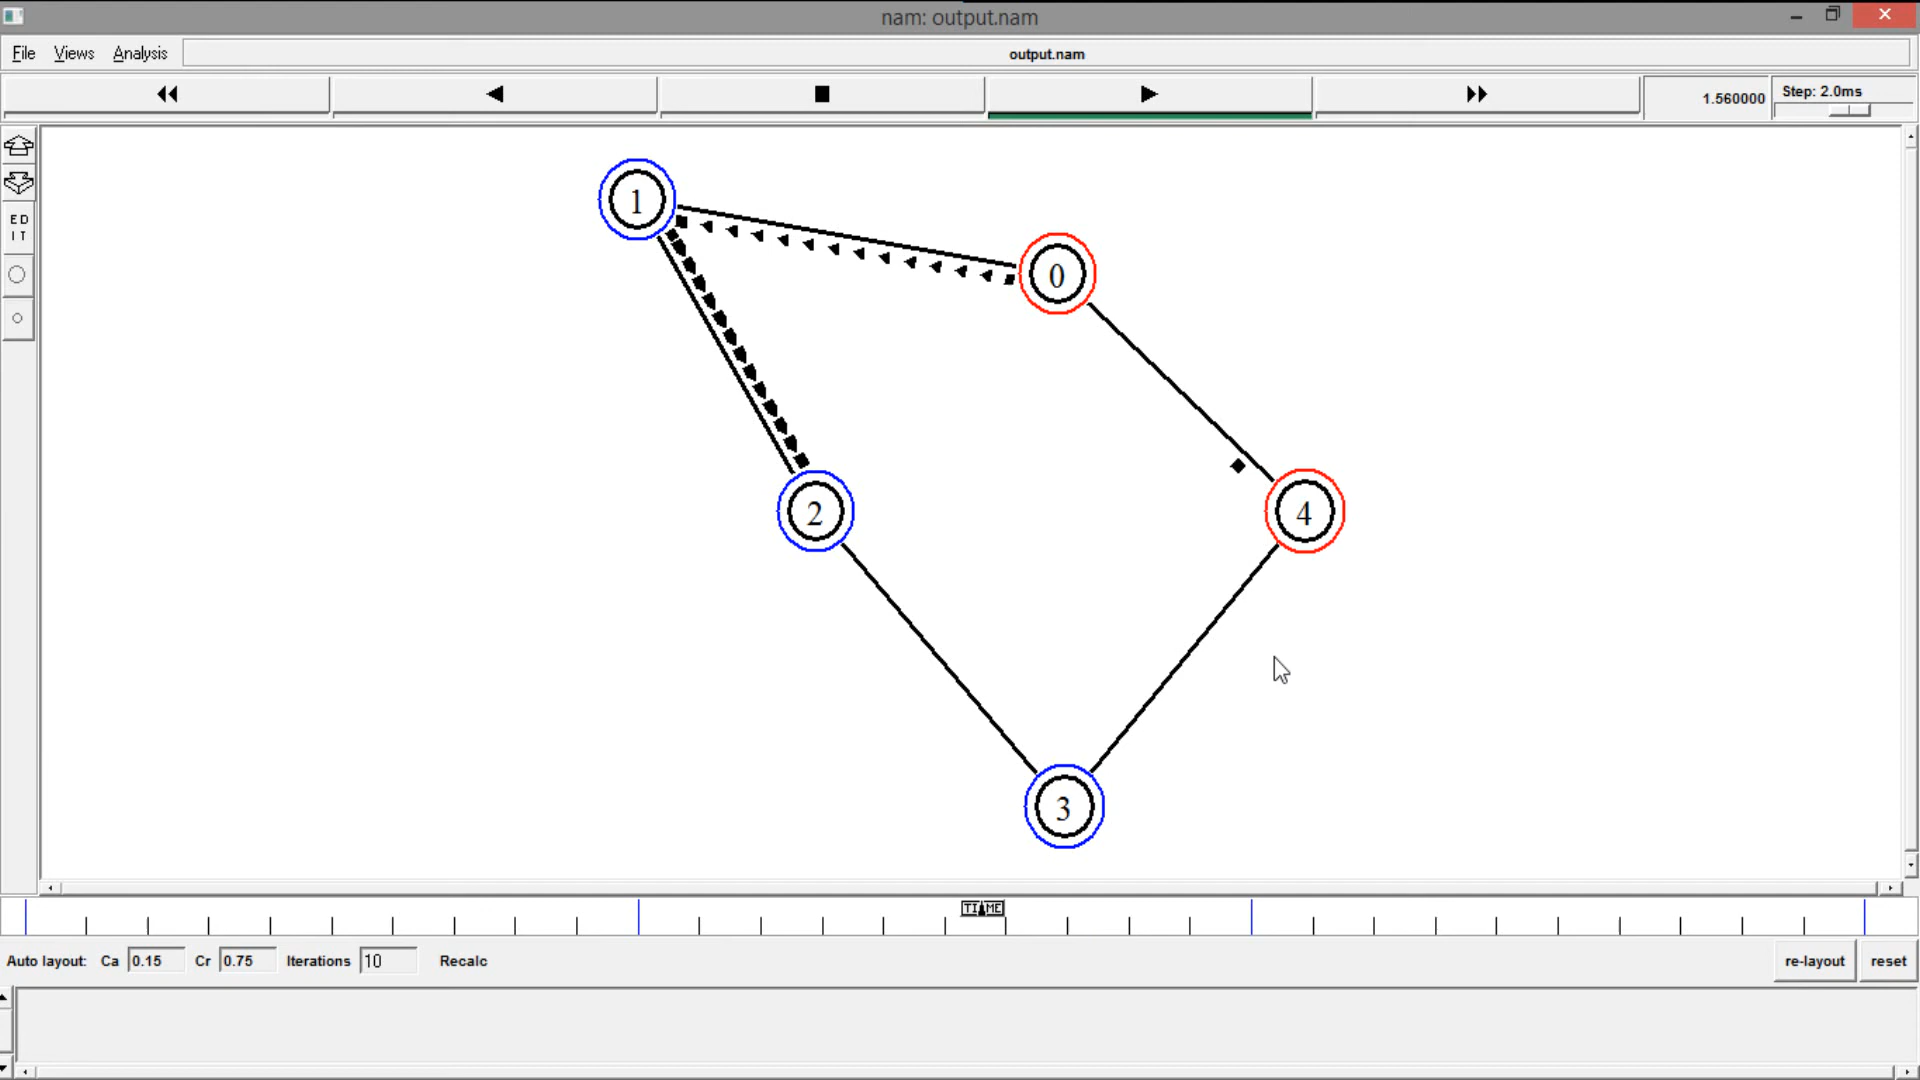 nam: output.nam
File Views Analysis output.nam
1.560000 Step: 2.0ms
ED
IT
1
0
2
4
3
TIME
Auto layout: Ca 0.15 Cr 0.75 Iterations 10 Recalc re-layout reset